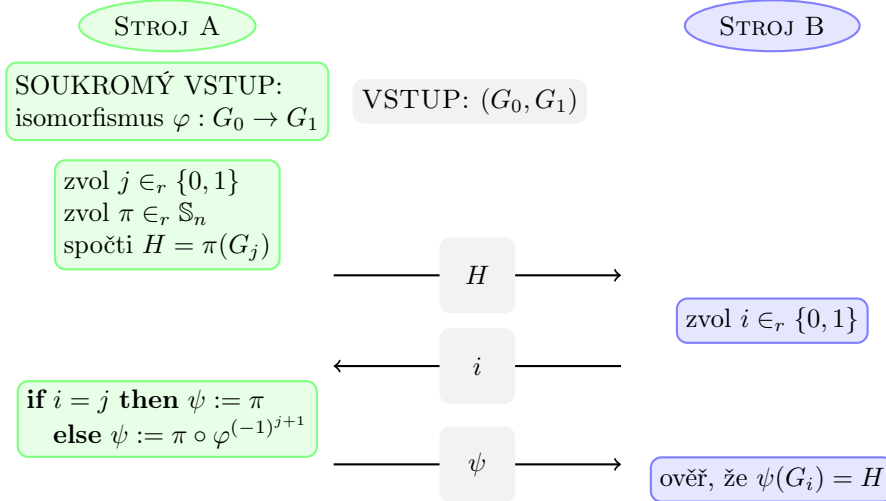 STROJ A
STROJ B
SOUKROMÝ VSTUP:
isomorfismus φ : G₀ → G₁
VSTUP: (G₀, G₁)
zvol j ∈ᵣ {0, 1}
zvol π ∈ᵣ 𝕊ₙ
spočti H = π(Gⱼ)
H
zvol i ∈ᵣ {0, 1}
i
if i = j then ψ := π
else ψ := π ∘ φ^{(−1)^{j+1}}
ψ
ověř, že ψ(Gᵢ) = H